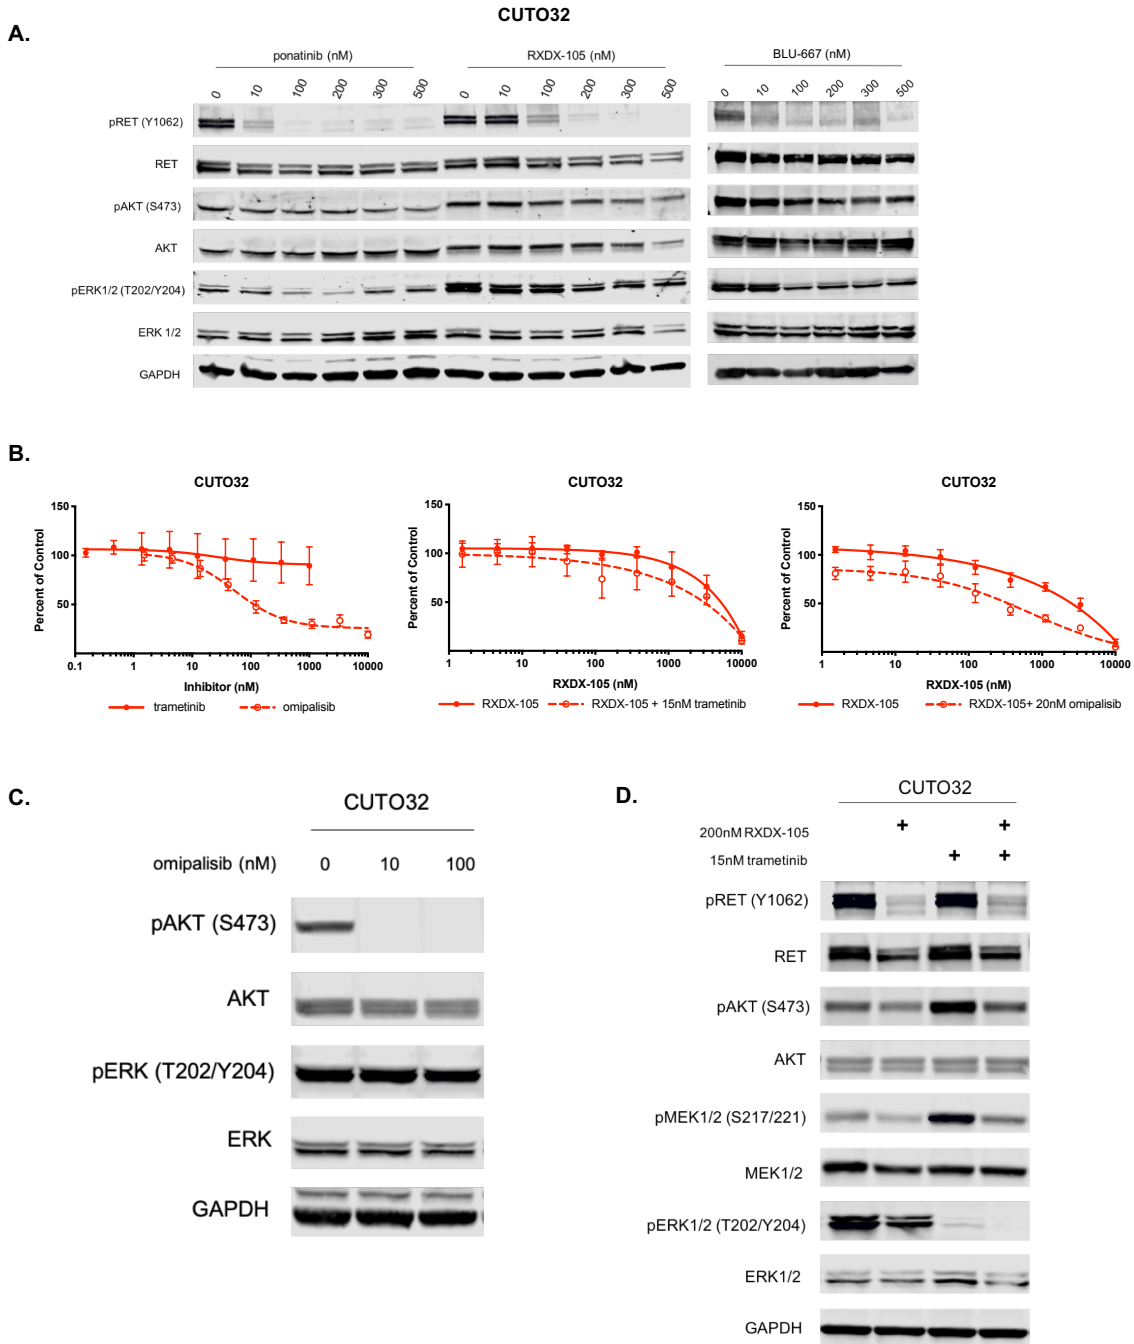 CUTO32
A.
ponatinib (nM) RXDX-105 (nM) BLU-667 (nM)
0 10 100 200 300 500 0 10 100 200 300 500 0 10 100 200 300 500
pRET (Y1062)
RET
pAKT (S473)
AKT
pERK1/2 (T202/Y204)
ERK 1/2
GAPDH
B.
CUTO32
150
100
50
Percent of Control
0.1 1 10 100 1000 10000
Inhibitor (nM)
trametinib omipalisib
CUTO32
150
100
50
Percent of Control
1 10 100 1000 10000
RXDX-105 (nM)
RXDX-105 RXDX-105 + 15nM trametinib
CUTO32
150
100
50
Percent of Control
1 10 100 1000 10000
RXDX-105 (nM)
RXDX-105 RXDX-105+ 20nM omipalisib
C.
CUTO32
omipalisib (nM) 0 10 100
pAKT (S473)
AKT
pERK (T202/Y204)
ERK
GAPDH
D.
CUTO32
200nM RXDX-105 + +
15nM trametinib + +
pRET (Y1062)
RET
pAKT (S473)
AKT
pMEK1/2 (S217/221)
MEK1/2
pERK1/2 (T202/Y204)
ERK1/2
GAPDH